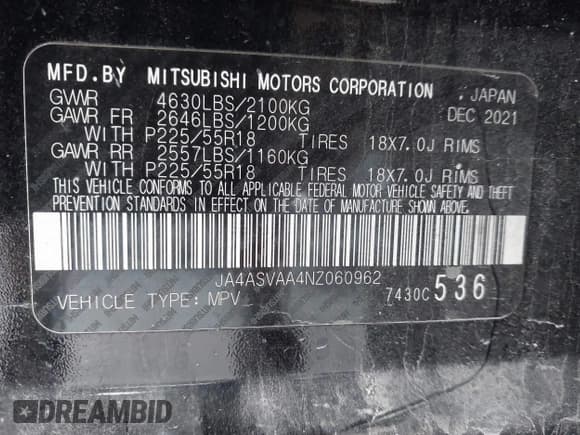 MFD.BY MITSUBISHI MOTORS CORPORATION . JAPAN
GVWR 4630LBS/2100KG DEC 2021
GAWR FR 2646LBS/1200KG
WITH P225/55R18 TIRES 18X7.0J RIMS
GAWR RR 2557LBS/1160KG
WITH P225/55R18 TIRES 18X7.0J RIMS
THIS VEHICLE CONFORMS TO ALL APPLICABLE FEDERAL MOTOR VEHICLE SAFETY AND THEFT
PREVENTION STANDARDS IN EFFECT ON THE DATE OF MANUFACTURE SHOWN ABOVE.
JA4ASVAA4NZ060962
VEHICLE TYPE: MPV 7430C 536
DREAMBID